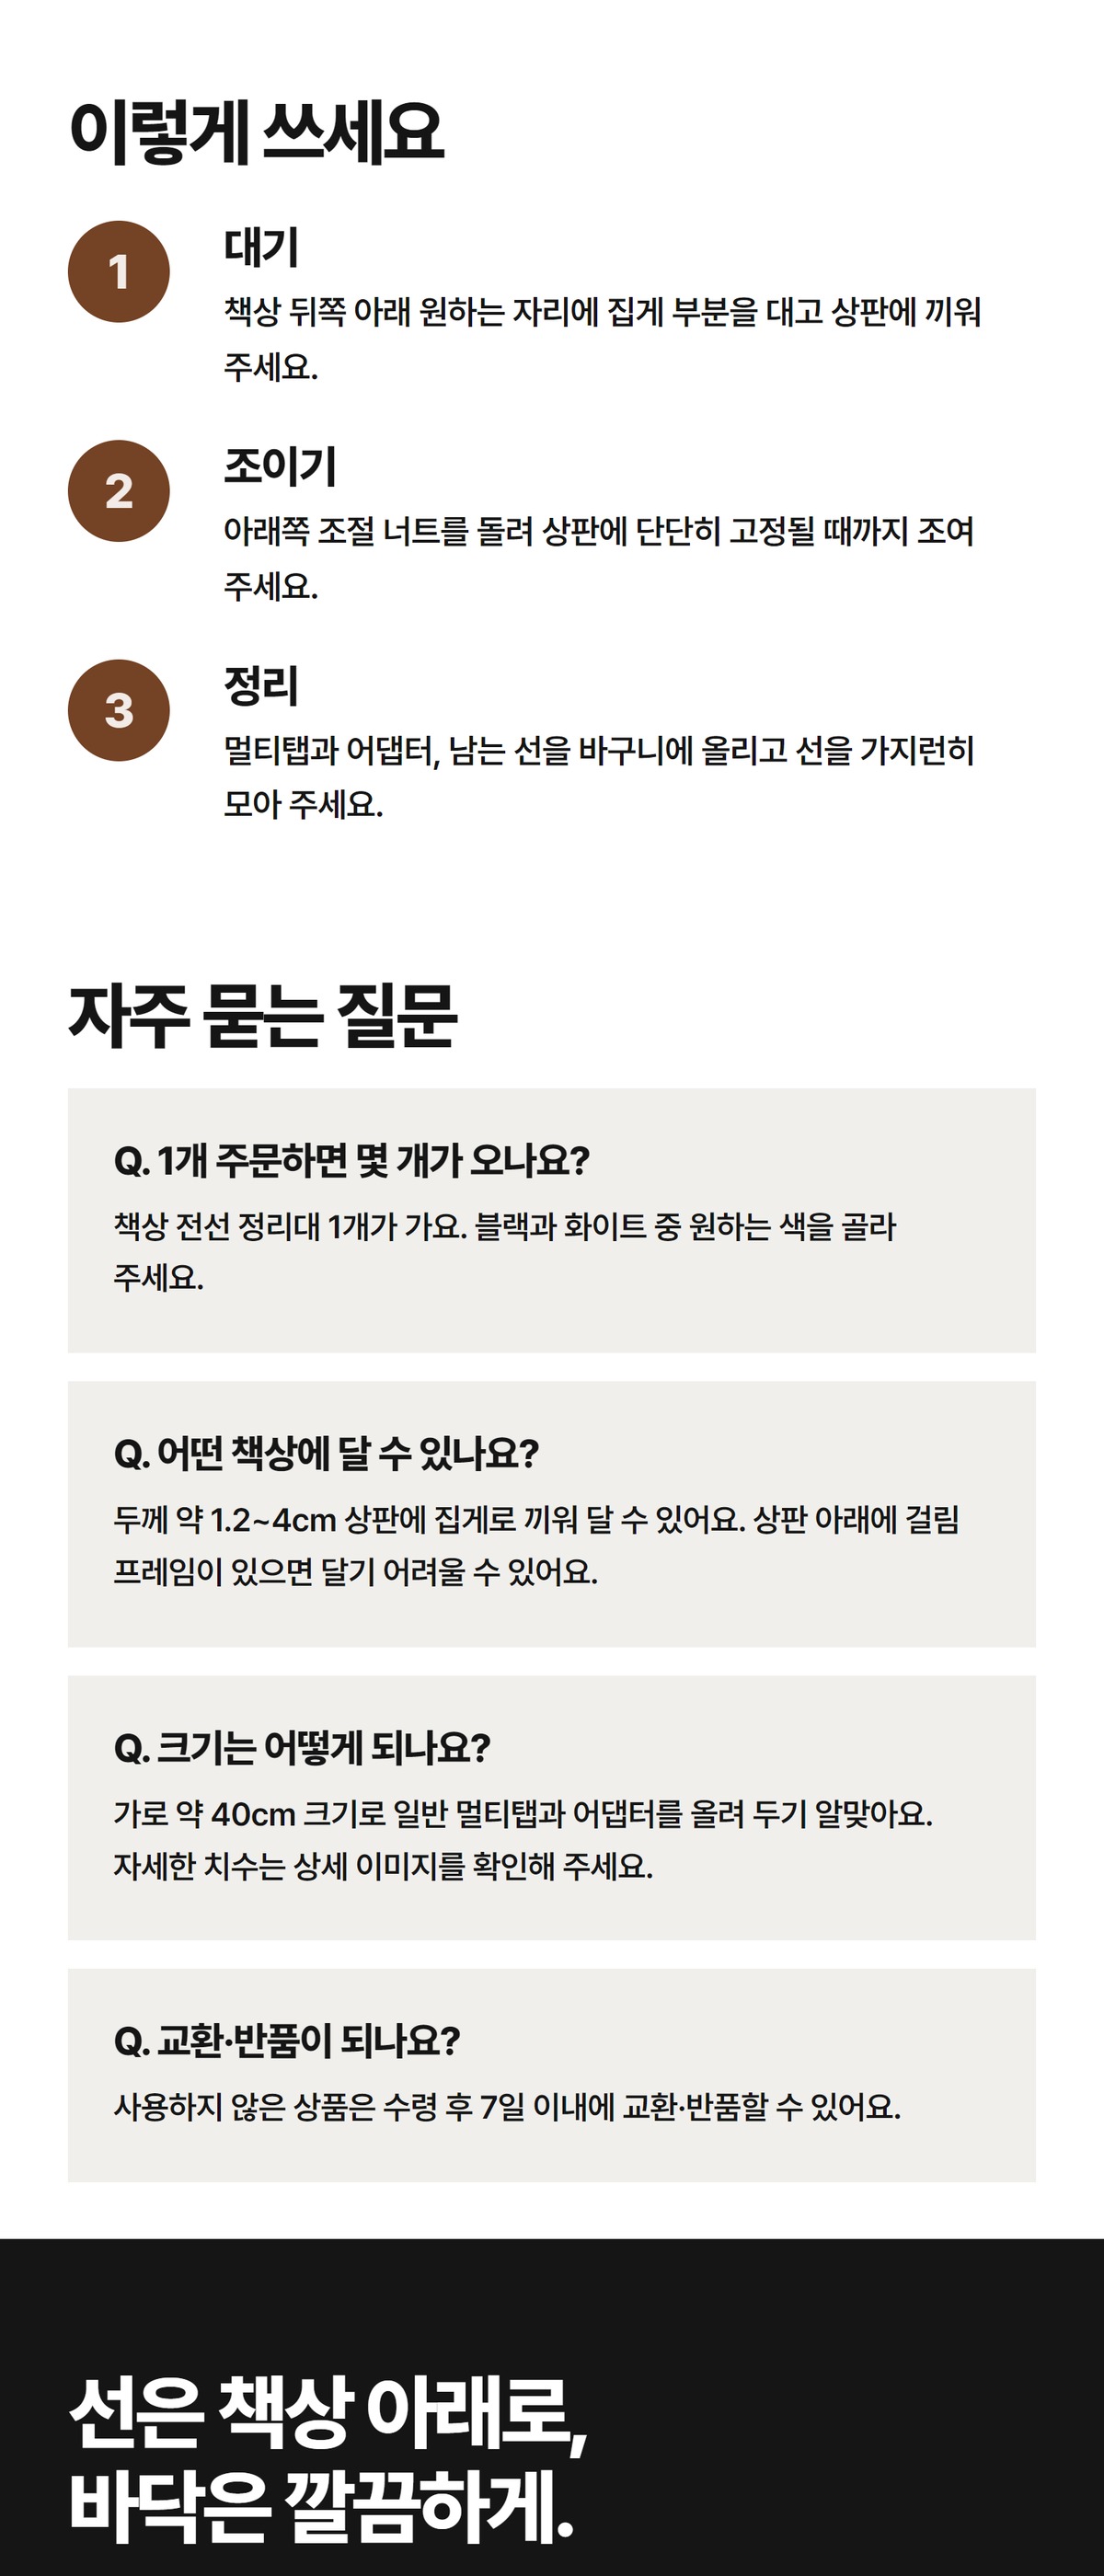 이렇게 쓰세요
1
대기
책상 뒤쪽 아래 원하는 자리에 집게 부분을 대고 상판에 끼워
주세요.
2
조이기
아래쪽 조절 너트를 돌려 상판에 단단히 고정될 때까지 조여
주세요.
3
정리
멀티탭과 어댑터, 남는 선을 바구니에 올리고 선을 가지런히
모아 주세요.
자주 묻는 질문
Q. 1개 주문하면 몇 개가 오나요?
책상 전선 정리대 1개가 가요. 블랙과 화이트 중 원하는 색을 골라
주세요.
Q. 어떤 책상에 달 수 있나요?
두께 약 1.2~4cm 상판에 집게로 끼워 달 수 있어요. 상판 아래에 걸림
프레임이 있으면 달기 어려울 수 있어요.
Q. 크기는 어떻게 되나요?
가로 약 40cm 크기로 일반 멀티탭과 어댑터를 올려 두기 알맞아요.
자세한 치수는 상세 이미지를 확인해 주세요.
Q. 교환·반품이 되나요?
사용하지 않은 상품은 수령 후 7일 이내에 교환·반품할 수 있어요.
선은 책상 아래로,
바닥은 깔끔하게.